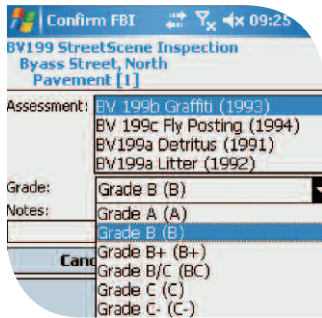 Confirm FBI 09:25
BV199 StreetScene Inspection
Byass Street, North
Pavement [1]
Assessment: BV 199b Graffiti (1993)
BV 199c Fly Posting (1994)
BV199a Detritus (1991)
BV199a Litter (1992)
Grade: Grade B (B)
Notes: Grade A (A)
Grade B (B)
Grade B+ (B+)
Canc Grade B/C (BC)
Grade C (C)
Grade C- (C-)